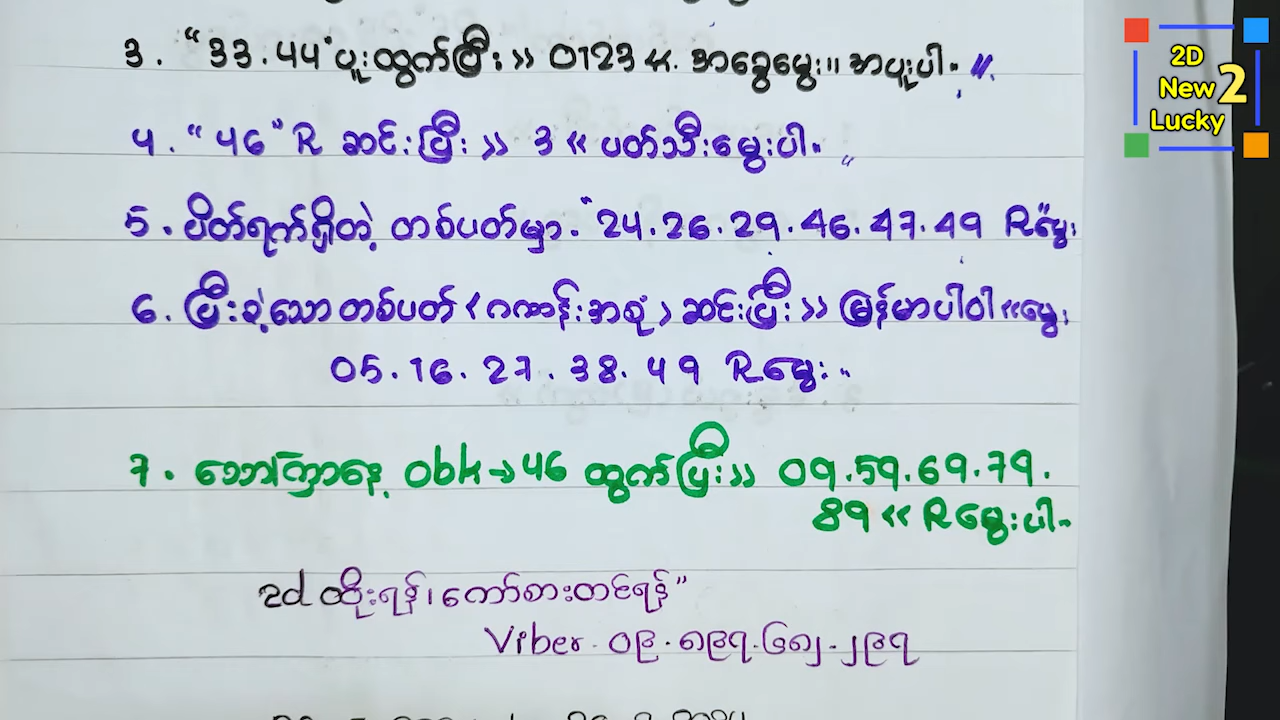 3. "33.44" ပူးထွက်ပြီး >> 0123 <<. အခွေမွေး။ အပူးပါ။
4. "46" R ဆင်းပြီး >> 3 << ပတ်သီးမွေးပါ။
5. ပိတ်ရက်ရှိတဲ့ တစ်ပတ်မှာ. "24.26.29.46.47.49 R" မွေး
6. ပြီးခဲ့သောတစ်ပတ် < ဂဏန်းအစုံ > ဆင်းပြီး >> မြန်မာပါဝါ << မွေး
05.16.27.38.49 R မွေး။
7. သောကြာနေ့ obk → 46 ထွက်ပြီး >> 09.59.69.79.
89 << R မွေးပါ။
2d ထိုးရန်၊ ကော်စားတင်ရန်"
Viber. ၀၉.၈၉၇.၆၈၂.၂၉၇
2D
New 2
Lucky